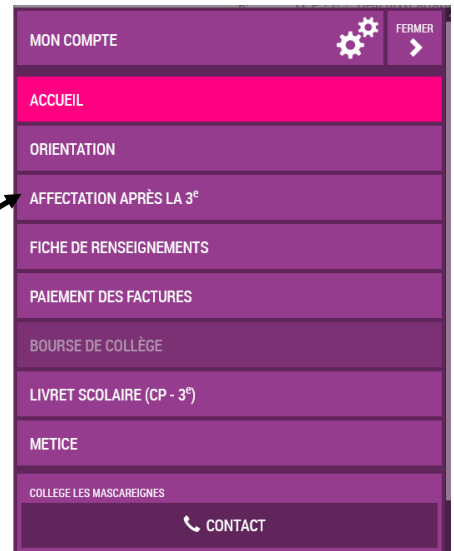 MON COMPTE
FERMER
ACCUEIL
ORIENTATION
AFFECTATION APRÈS LA 3e
FICHE DE RENSEIGNEMENTS
PAIEMENT DES FACTURES
BOURSE DE COLLÈGE
LIVRET SCOLAIRE (CP - 3e)
METICE
COLLEGE LES MASCAREIGNES
CONTACT